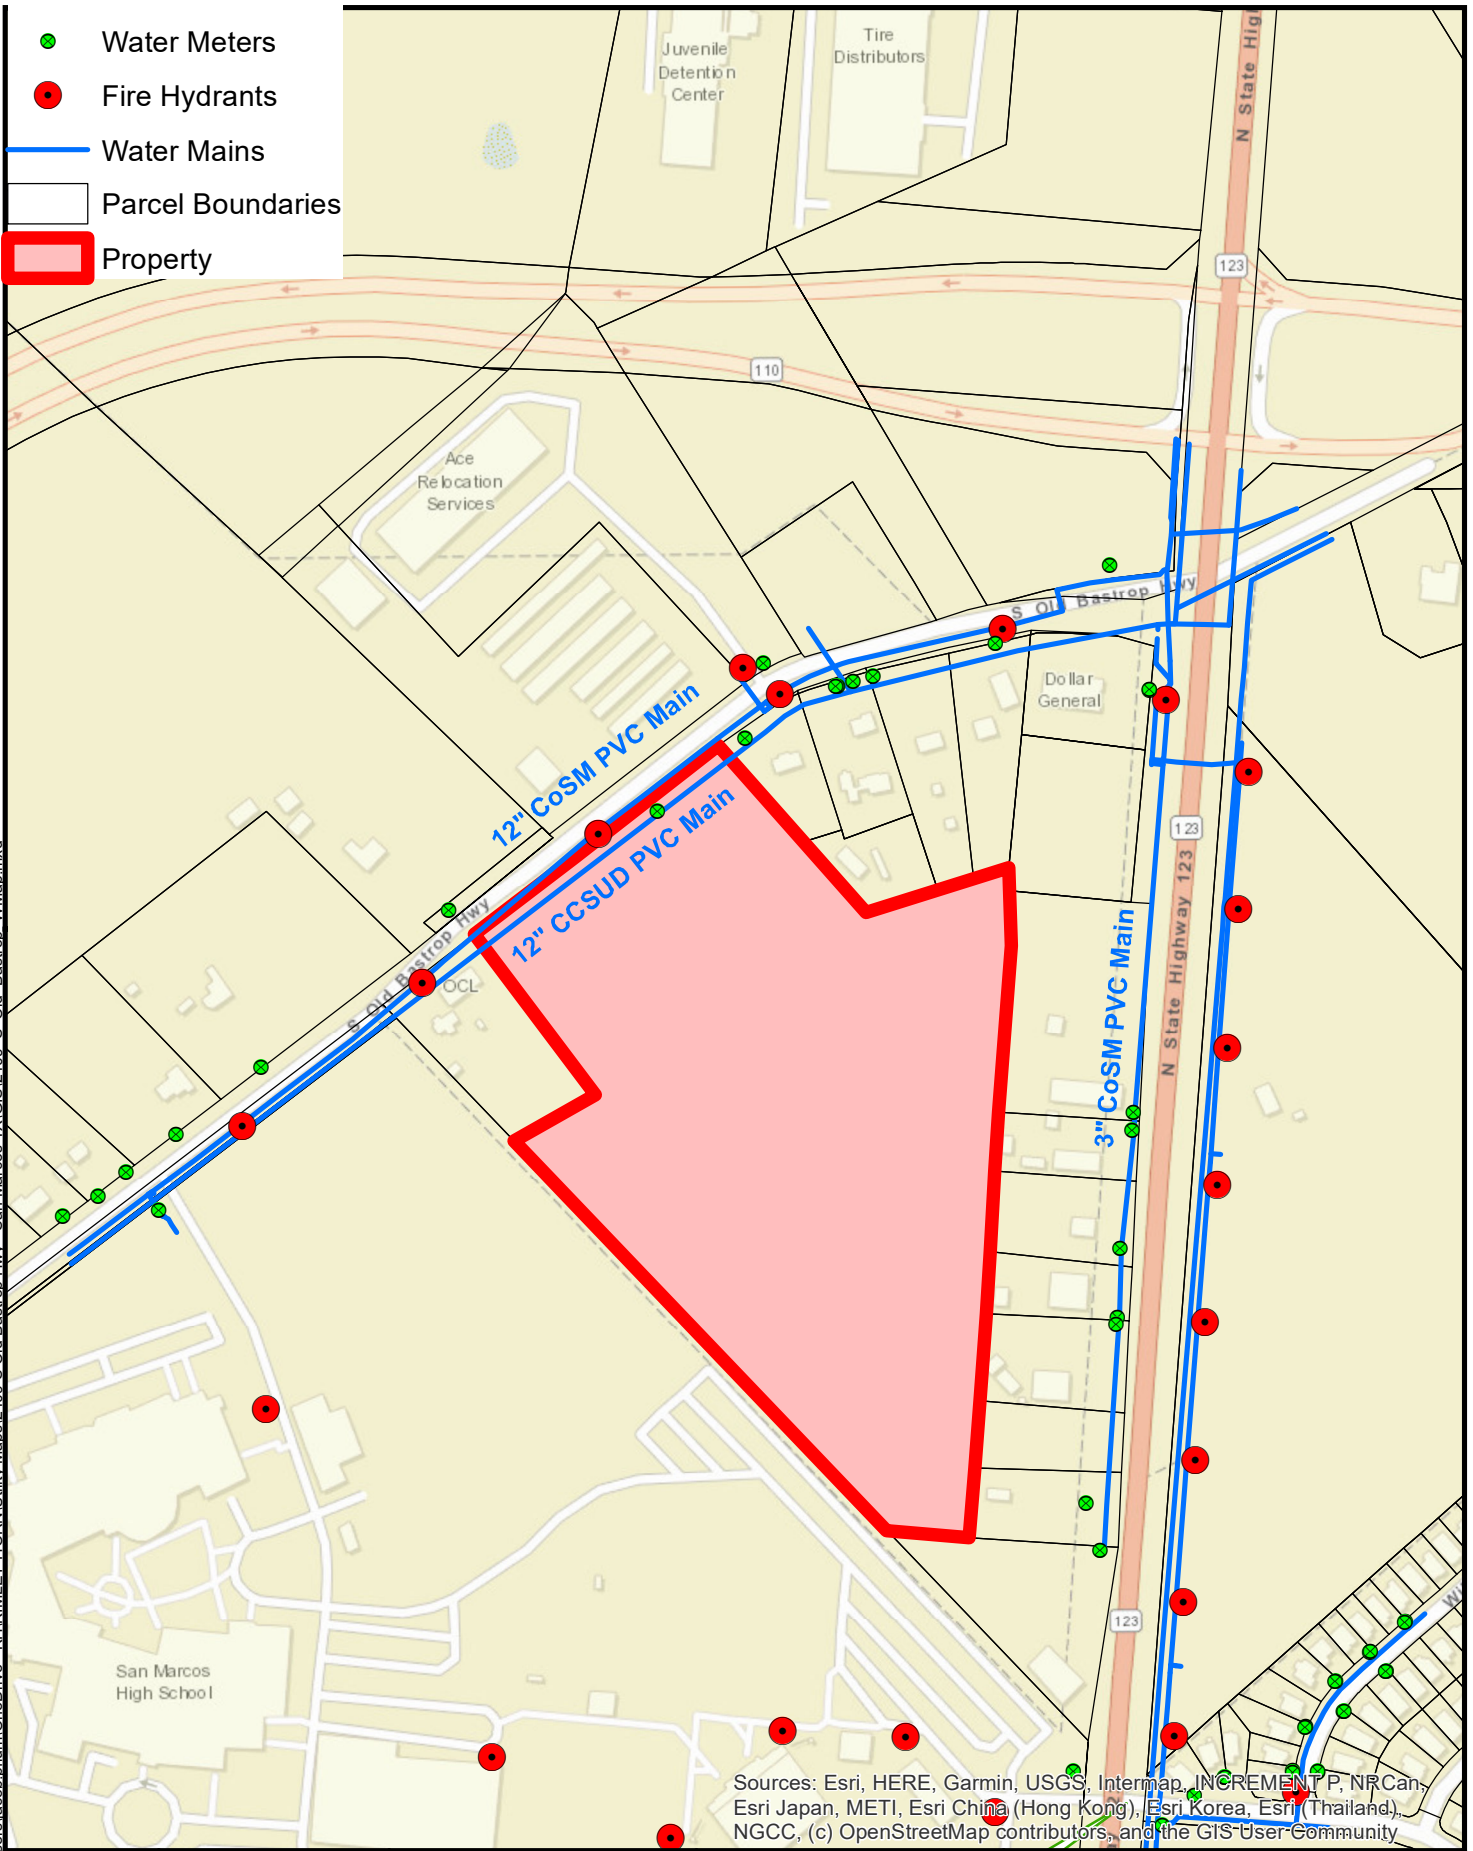 Water Meters
Fire Hydrants
Water Mains
Parcel Boundaries
Property
Juvenile
Detention
Center
Tire
Distributors
N State Hig
123
110
Ace
Relocation
Services
S Old Bastrop Hwy
Dollar
General
12" CoSM PVC Main
12" CCSUD PVC Main
123
S Old Bastrop Hwy
OCL
3" CoSM PVC Main
N State Highway 123
123
San Marcos
High School
Wi
Sources: Esri, HERE, Garmin, USGS, Intermap, INCREMENT P, NRCan,
Esri Japan, METI, Esri China (Hong Kong), Esri Korea, Esri (Thailand),
NGCC, (c) OpenStreetMap contributors, and the GIS User Community